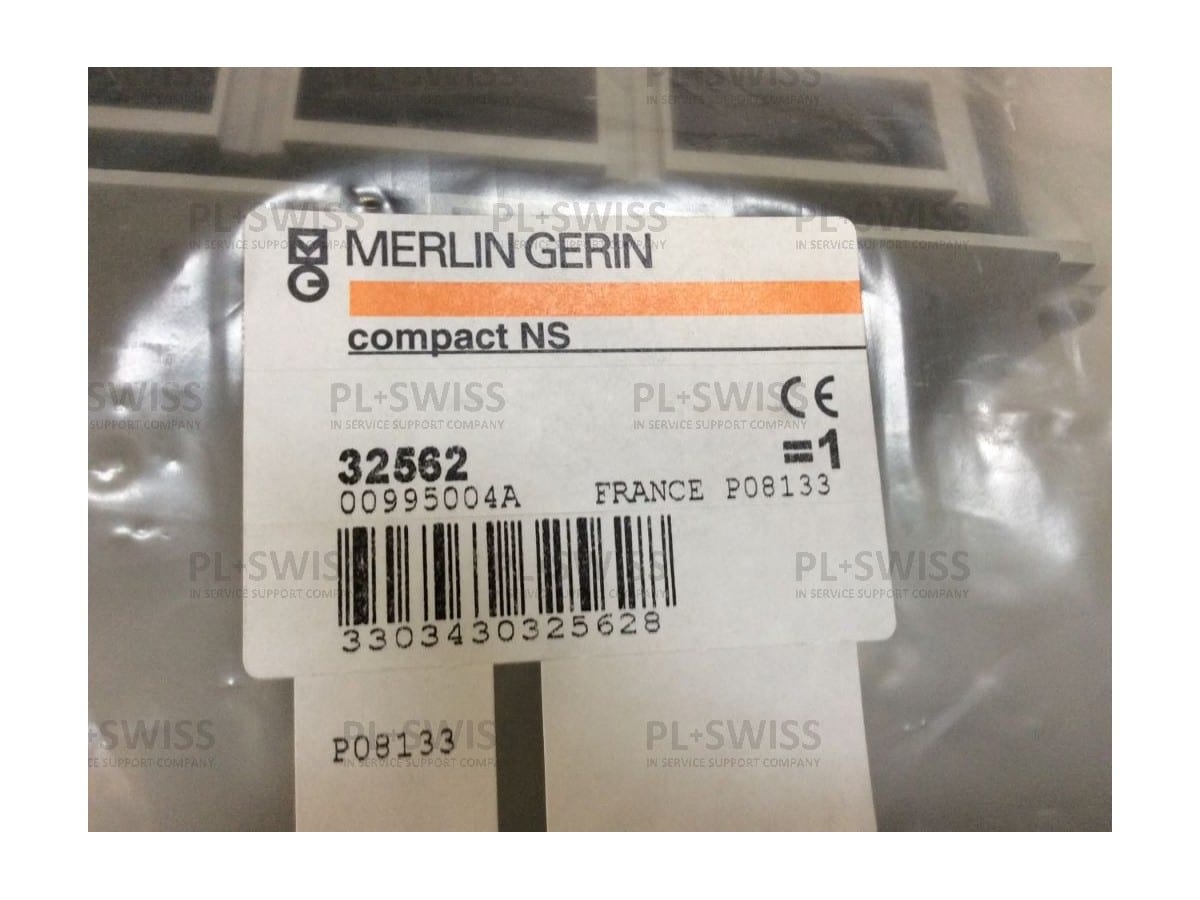 MERLIN GERIN
compact NS
CE
32562
=1
00995004A FRANCE P08133
3303430325628
P08133
PL+SWISS
IN SERVICE SUPPORT COMPANY